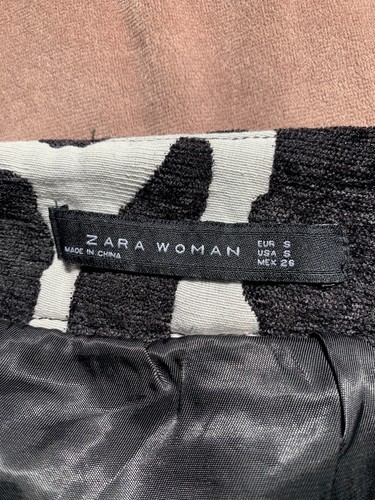 ZARA WOMAN
MADE IN CHINA
EUR S
USA S
MEX 26